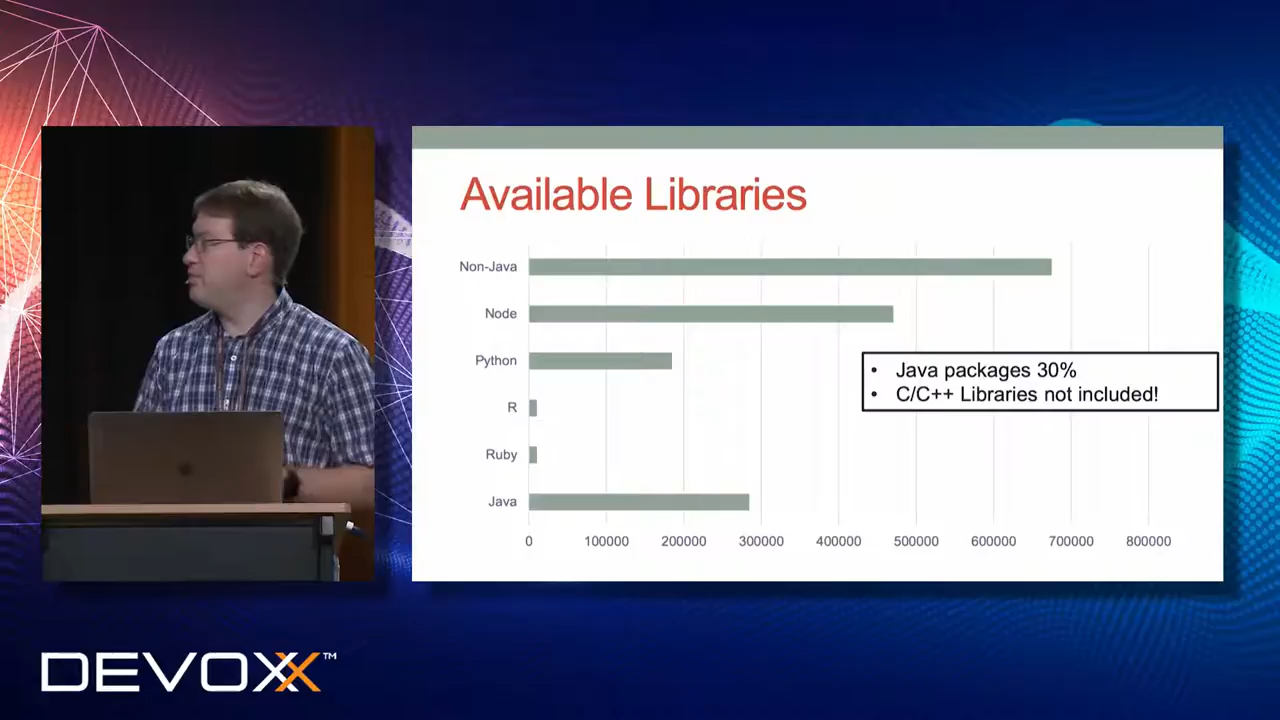 Available Libraries
Non-Java
Node
Python
R
Ruby
Java
0 100000 200000 300000 400000 500000 600000 700000 800000
• Java packages 30%
• C/C++ Libraries not included!
DEVOXX™